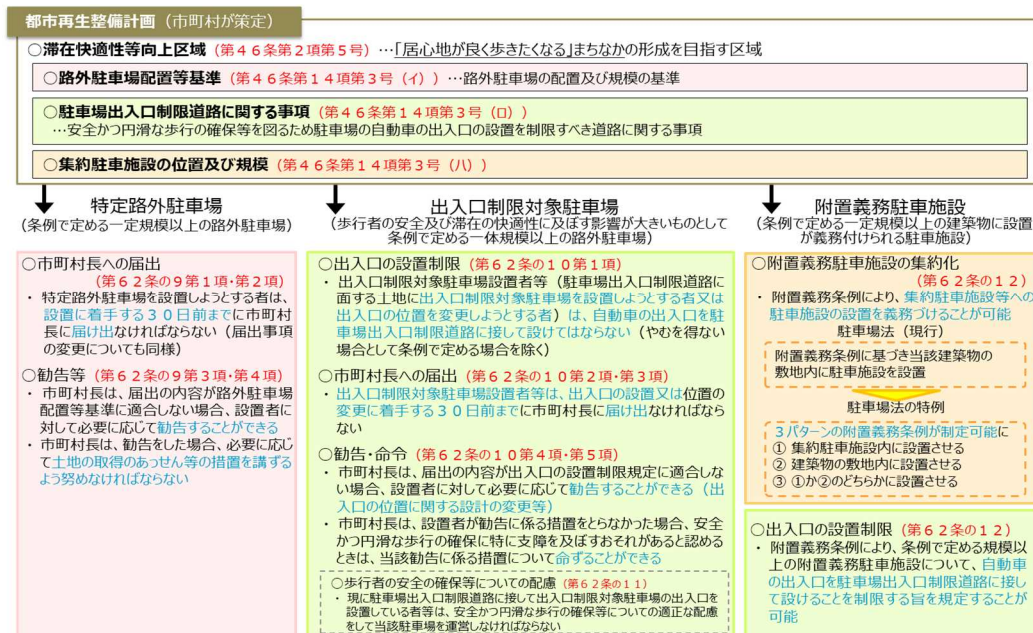 都市再生整備計画（市町村が策定）
○滞在快適性等向上区域（第４６条第２項第５号）…「居心地が良く歩きたくなる」まちなかの形成を目指す区域
○路外駐車場配置等基準（第４６条第１４項第３号（イ））…路外駐車場の配置及び規模の基準
○駐車場出入口制限道路に関する事項（第４６条第１４項第３号（ロ））
…安全かつ円滑な歩行の確保等を図るため駐車場の自動車の出入口の設置を制限すべき道路に関する事項
○集約駐車施設の位置及び規模（第４６条第１４項第３号（ハ））
特定路外駐車場
（条例で定める一定規模以上の路外駐車場）
○市町村長への届出
（第６２条の９第１項・第２項）
・ 特定路外駐車場を設置しようとする者は、
設置に着手する３０日前までに市町村
長に届け出なければならない（届出事項
の変更についても同様）
○勧告等（第６２条の９第３項・第４項）
・ 市町村長は、届出の内容が路外駐車場
配置等基準に適合しない場合、設置者に
対して必要に応じて勧告することができる
・ 市町村長は、勧告をした場合、必要に応じ
て土地の取得のあっせん等の措置を講ずる
よう努めなければならない
出入口制限対象駐車場
（歩行者の安全及び滞在の快適性に及ぼす影響が大きいものとして
条例で定める一体規模以上の路外駐車場）
○出入口の設置制限（第６２条の１０第１項）
・ 出入口制限対象駐車場設置者等（駐車場出入口制限道路に
面する土地に出入口制限対象駐車場を設置しようとする者又は
出入口の位置を変更しようとする者）は、自動車の出入口を駐
車場出入口制限道路に接して設けてはならない（やむを得ない
場合として条例で定める場合を除く）
○市町村長への届出（第６２条の１０第２項・第３項）
・ 出入口制限対象駐車場設置者等は、出入口の設置又は位置の
変更に着手する３０日前までに市町村長に届け出なければなら
ない
○勧告・命令（第６２条の１０第４項・第５項）
・ 市町村長は、届出の内容が出入口の設置制限規定に適合しな
い場合、設置者に対して必要に応じて勧告することができる（出
入口の位置に関する設計の変更等）
・ 市町村長は、設置者が勧告に係る措置をとらなかった場合、安全
かつ円滑な歩行の確保に特に支障を及ぼすおそれがあると認める
ときは、当該勧告に係る措置について命ずることができる
○歩行者の安全の確保等についての配慮（第６２条の１１）
・ 現に駐車場出入口制限道路に接して出入口制限対象駐車場の出入口を
設置している者等は、安全かつ円滑な歩行の確保等についての適正な配慮
をして当該駐車場を運営しなければならない
附置義務駐車施設
（条例で定める一定規模以上の建築物に設置
が義務付けられる駐車施設）
○附置義務駐車施設の集約化
（第６２条の１２）
・ 附置義務条例により、集約駐車施設等への
駐車施設の設置を義務づけることが可能
駐車場法（現行）
附置義務条例に基づき当該建築物の
敷地内に駐車施設を設置
駐車場法の特例
３パターンの附置義務条例が制定可能に
① 集約駐車施設内に設置させる
② 建築物の敷地内に設置させる
③ ①か②のどちらかに設置させる
○出入口の設置制限（第６２条の１２）
・ 附置義務条例により、条例で定める規模以
上の附置義務駐車施設について、自動車
の出入口を駐車場出入口制限道路に接し
て設けることを制限する旨を規定することが
可能